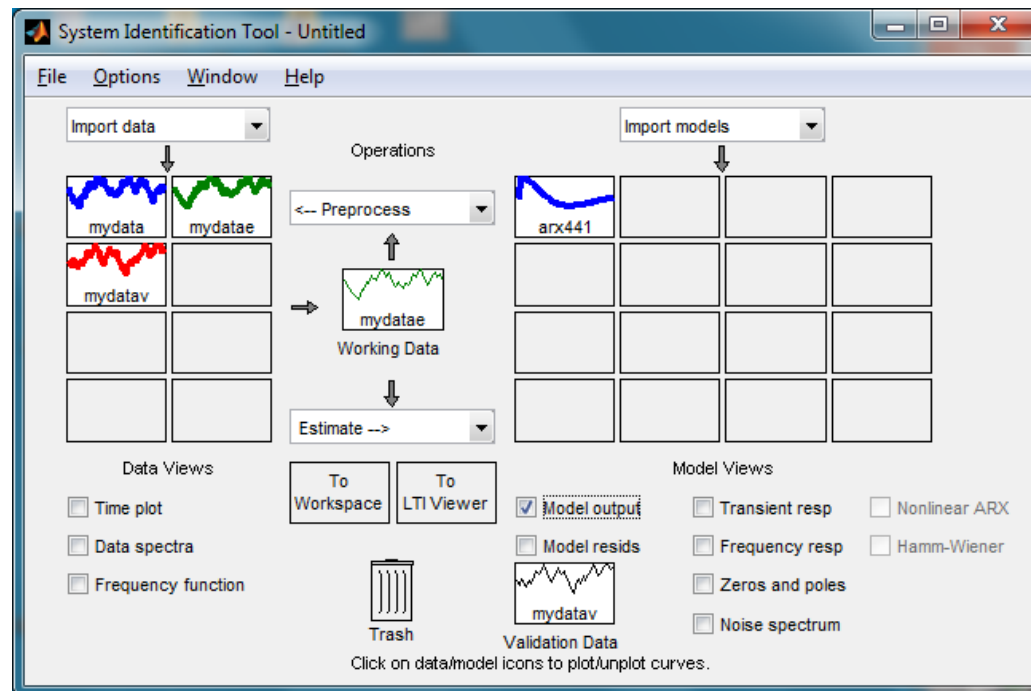 System Identification Tool - Untitled
File Options Window Help
Import data
Import models
Operations
mydata mydatae
<-- Preprocess
arx441
mydatav
mydatae
Working Data
Estimate -->
Data Views
Model Views
To Workspace
To LTI Viewer
Time plot
Data spectra
Frequency function
Model output
Model resids
Transient resp
Frequency resp
Zeros and poles
Noise spectrum
Nonlinear ARX
Hamm-Wiener
Trash
mydatav
Validation Data
Click on data/model icons to plot/unplot curves.